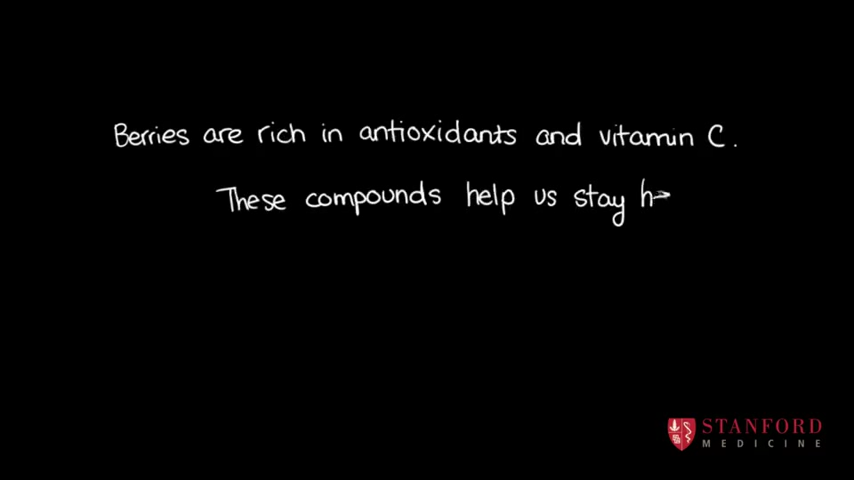 Berries are rich in antioxidants and vitamin C.
These compounds help us stay h
STANFORD
MEDICINE